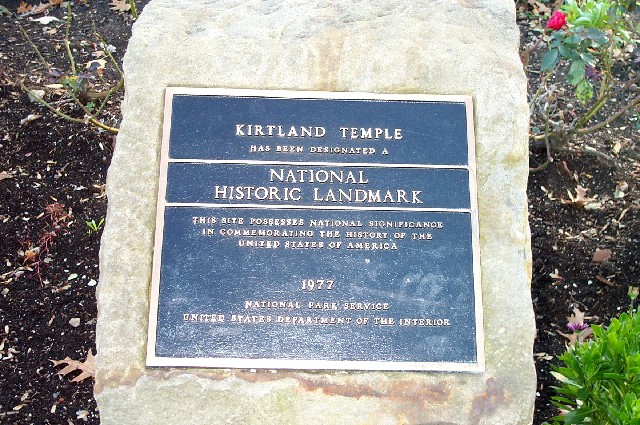 KIRTLAND TEMPLE
HAS BEEN DESIGNATED A
NATIONAL
HISTORIC LANDMARK
THIS SITE POSSESSES NATIONAL SIGNIFICANCE
IN COMMEMORATING THE HISTORY OF THE
UNITED STATES OF AMERICA
1977
NATIONAL PARK SERVICE
UNITED STATES DEPARTMENT OF THE INTERIOR